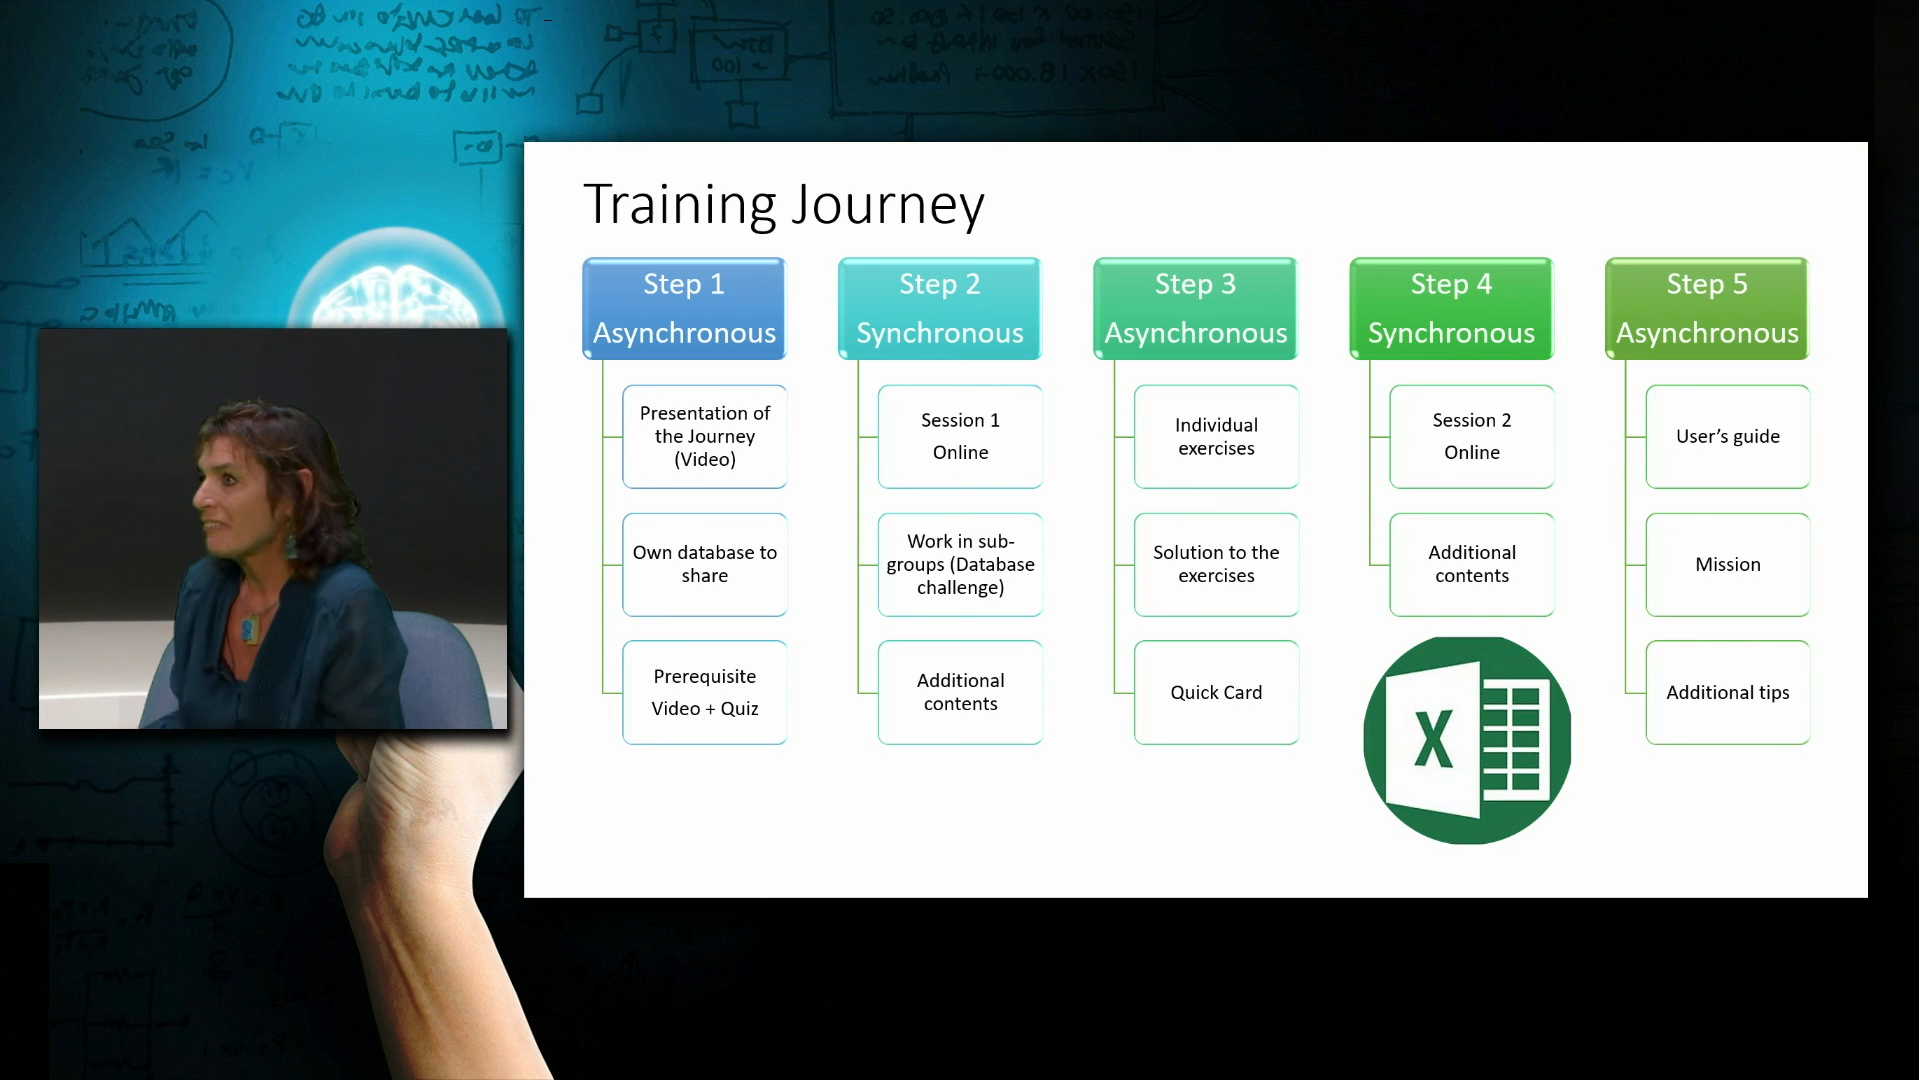 Training Journey
Step 1
Asynchronous
Presentation of
the Journey
(Video)
Own database to
share
Prerequisite
Video + Quiz
Step 2
Synchronous
Session 1
Online
Work in sub-
groups (Database
challenge)
Additional
contents
Step 3
Asynchronous
Individual
exercises
Solution to the
exercises
Quick Card
Step 4
Synchronous
Session 2
Online
Additional
contents
X
Step 5
Asynchronous
User’s guide
Mission
Additional tips